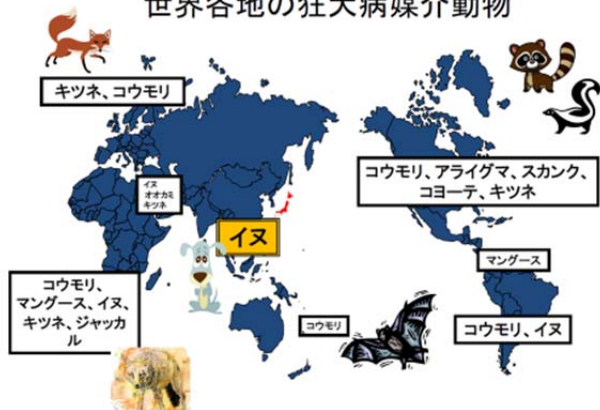 世界各地の狂犬病媒介動物
キツネ、コウモリ
イヌ
オオカミ
キツネ
コウモリ、アライグマ、スカンク、
コヨーテ、キツネ
イヌ
マングース
コウモリ、
マングース、イヌ、
キツネ、ジャッカ
ル
コウモリ
コウモリ、イヌ